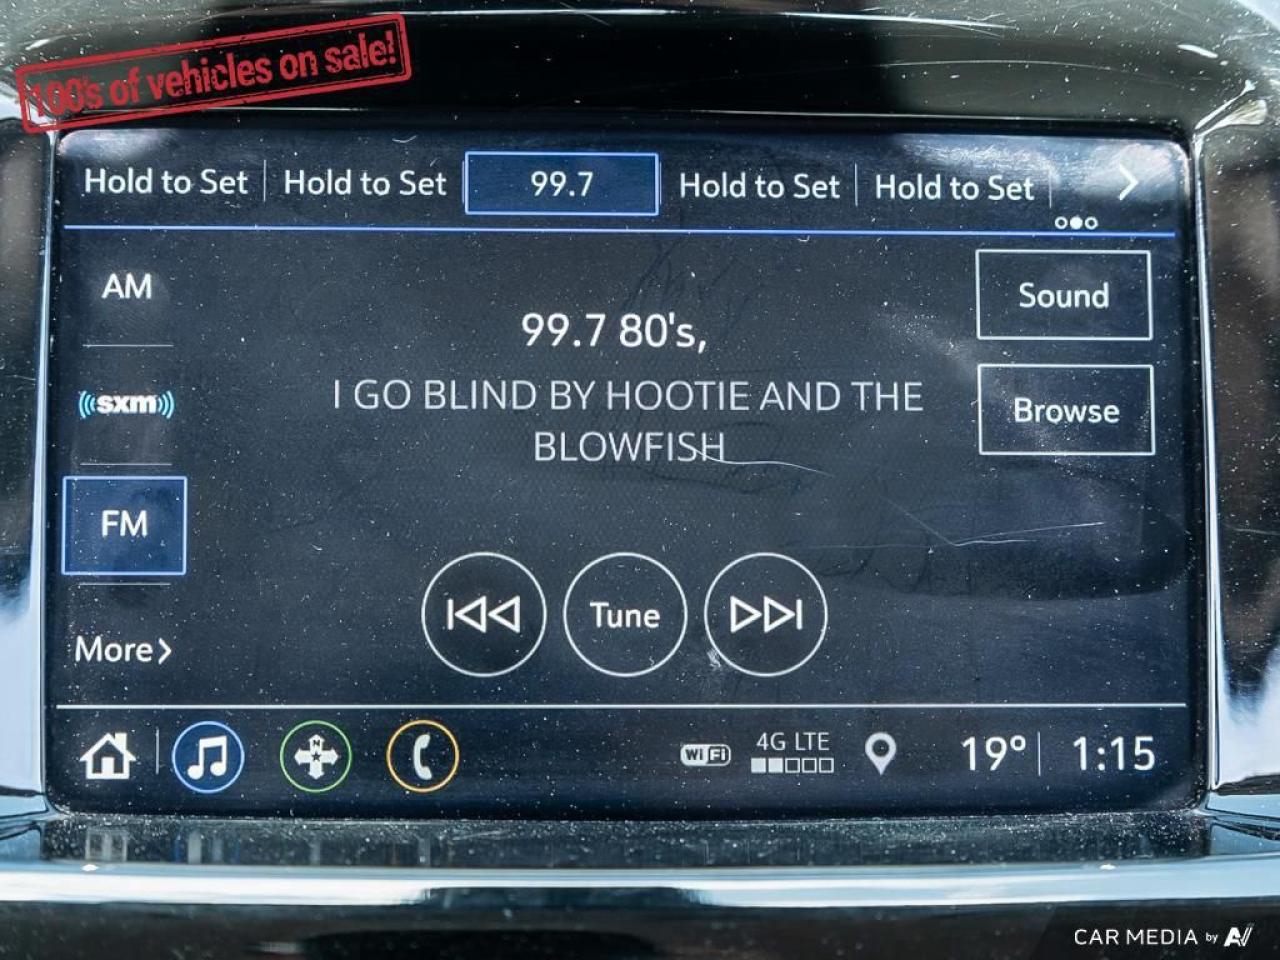 100's of vehicles on sale!
Hold to Set Hold to Set 99.7 Hold to Set Hold to Set
AM
Sound
99.7 80's,
I GO BLIND BY HOOTIE AND THE
BLOWFISH
sxm
Browse
FM
Tune
More
N
WiFi 4G LTE 19° 1:15
CAR MEDIA by AV